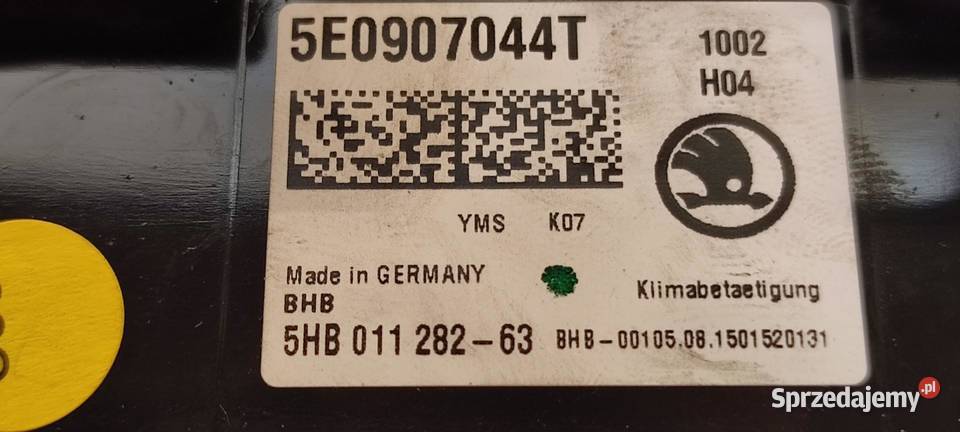 5E0907044T
1002
H04
YMS K07
Made in GERMANY
BHB
Klimabetaetigung
5HB 011 282-63
BHB-00105.08.1501520131
Sprzedajemy.pl